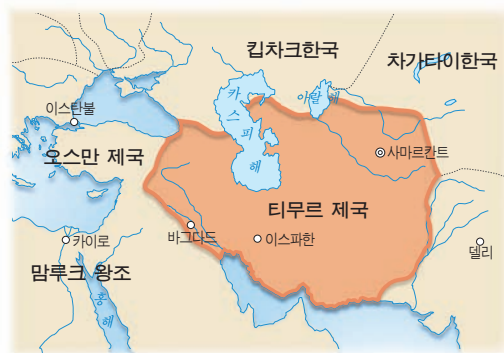 킵차크한국
차가타이한국
카스피해
아랄 해
이스탄불
사마르칸트
오스만 제국
티무르 제국
카이로
바그다드
이스파한
델리
맘루크 왕조
홍해